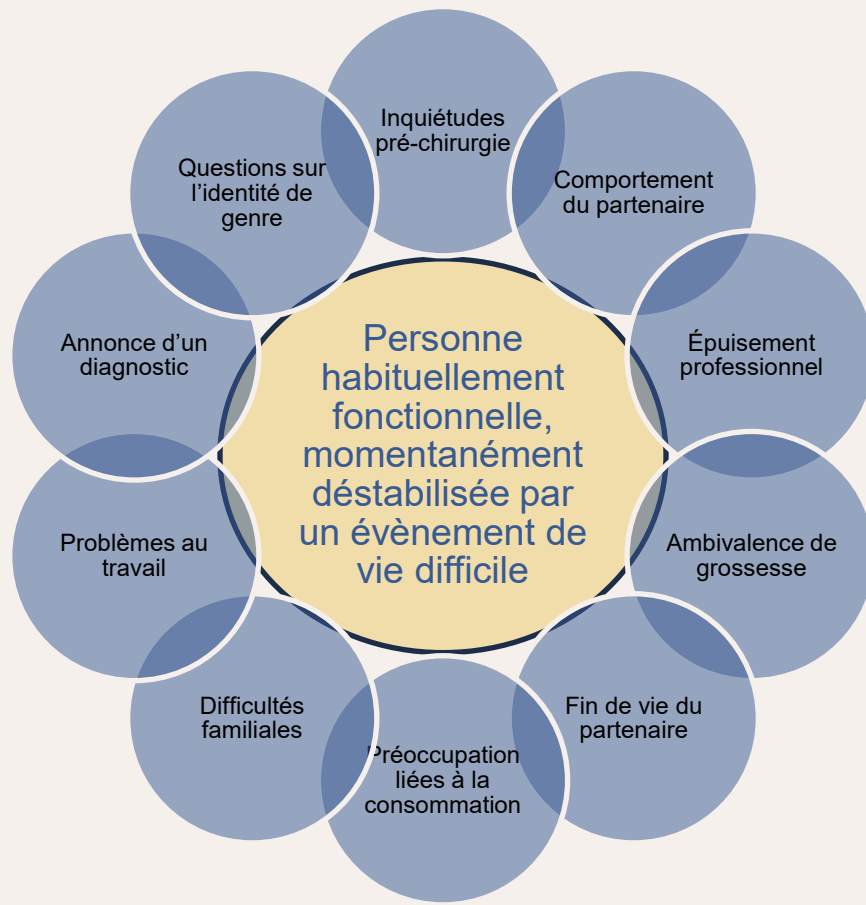 Inquiétudes
pré-chirurgie
Comportement
du partenaire
Épuisement
professionnel
Ambivalence de
grossesse
Fin de vie du
partenaire
Préoccupation
liées à la
consommation
Difficultés
familiales
Problèmes au
travail
Annonce d’un
diagnostic
Questions sur
l’identité de
genre
Personne
habituellement
fonctionnelle,
momentanément
déstabilisée par
un évènement de
vie difficile